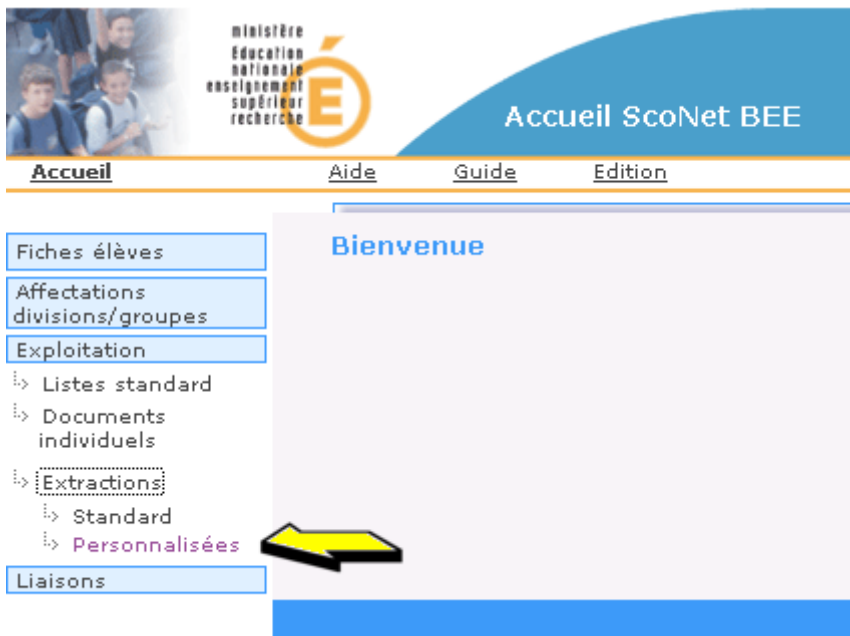 ministère
éducation
nationale
enseignement
supérieur
recherche
É
Accueil ScoNet BEE
Accueil Aide Guide Edition
Bienvenue
Fiches élèves
Affectations
divisions/groupes
Exploitation
Listes standard
Documents
individuels
Extractions
Standard
Personnalisées
Liaisons